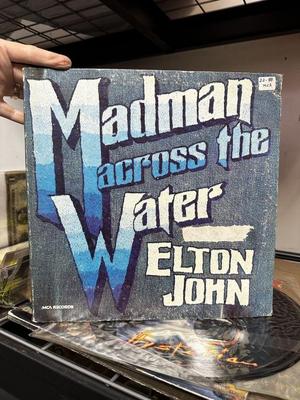 Madman
across the
Water
ELTON
JOHN
MCA RECORDS